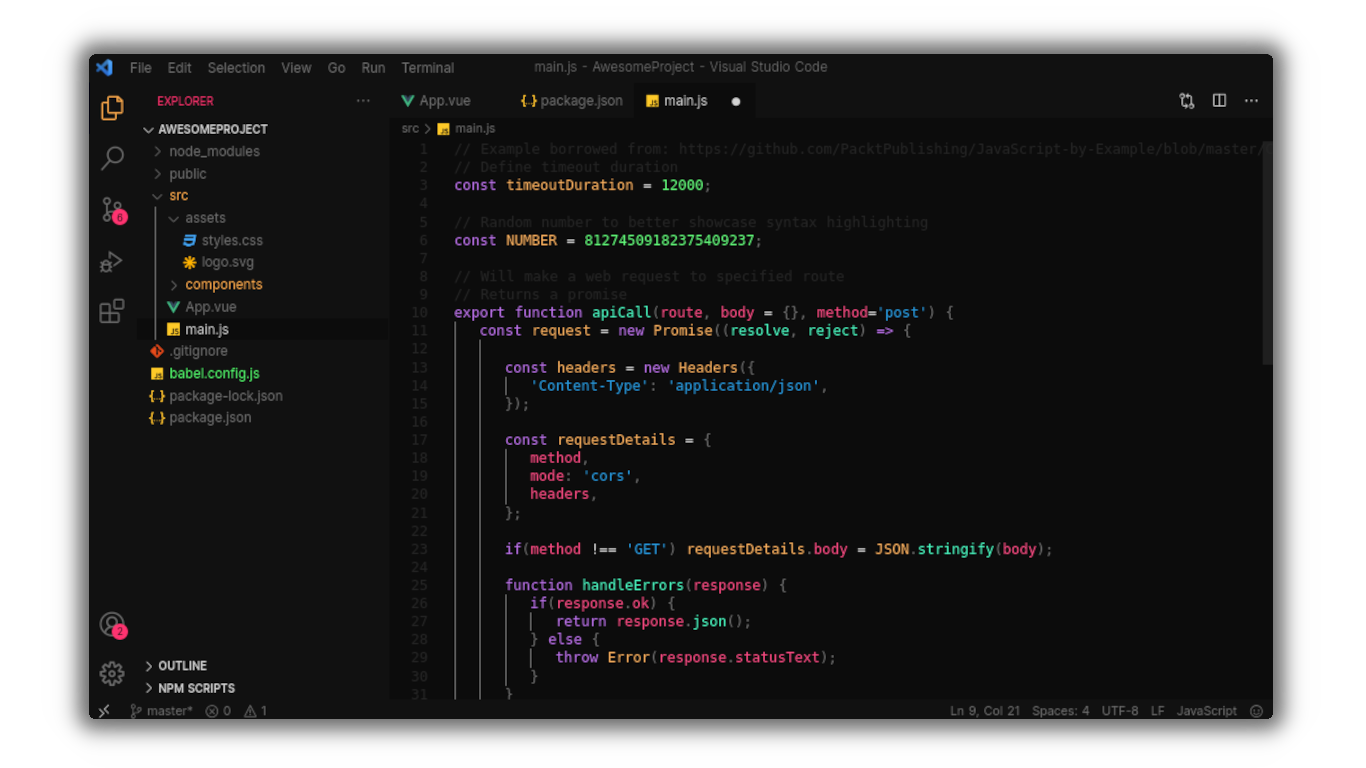 File Edit Selection View Go Run Terminal main.js - AwesomeProject - Visual Studio Code
EXPLORER
AWESOMEPROJECT
node_modules
public
src
assets
styles.css
logo.svg
components
App.vue
main.js
.gitignore
babel.config.js
package-lock.json
package.json
6
2
OUTLINE
NPM SCRIPTS
App.vue {..} package.json JS main.js
src > JS main.js
1 // Example borrowed from: https://github.com/PacktPublishing/JavaScript-by-Example/blob/master/
2 // Define timeout duration
3 const timeoutDuration = 12000;
4
5 // Random number to better showcase syntax highlighting
6 const NUMBER = 81274509182375409237;
7
8 // Will make a web request to specified route
9 // Returns a promise
10 export function apiCall(route, body = {}, method='post') {
11 const request = new Promise((resolve, reject) => {
12
13 const headers = new Headers({
14 'Content-Type': 'application/json',
15 });
16
17 const requestDetails = {
18 method,
19 mode: 'cors',
20 headers,
21 };
22
23 if(method !== 'GET') requestDetails.body = JSON.stringify(body);
24
25 function handleErrors(response) {
26 if(response.ok) {
27 return response.json();
28 } else {
29 throw Error(response.statusText);
30 }
31 }
master* 0 1 Ln 9, Col 21 Spaces: 4 UTF-8 LF JavaScript